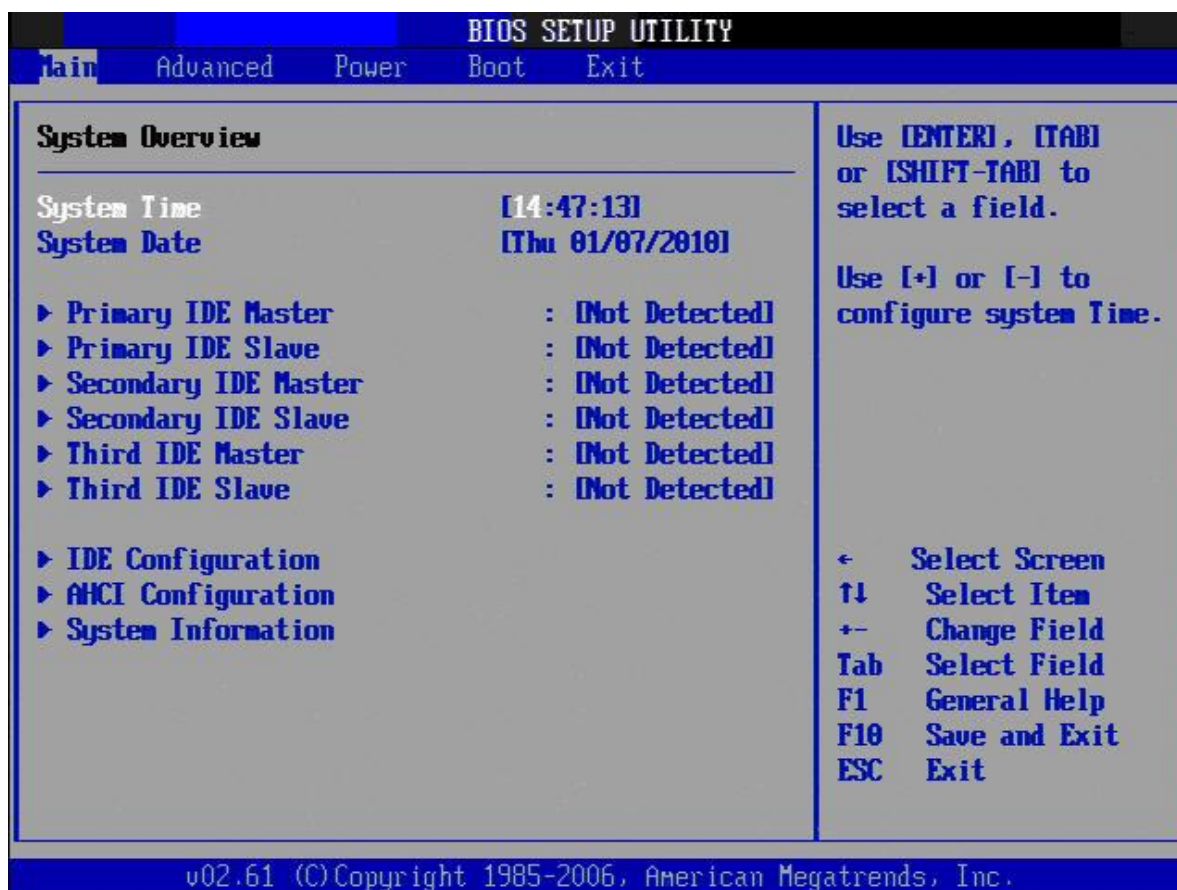 BIOS SETUP UTILITY
Main Advanced Power Boot Exit
System Overview
System Time [14:47:13]
System Date [Thu 01/07/2010]
▶ Primary IDE Master : [Not Detected]
▶ Primary IDE Slave : [Not Detected]
▶ Secondary IDE Master : [Not Detected]
▶ Secondary IDE Slave : [Not Detected]
▶ Third IDE Master : [Not Detected]
▶ Third IDE Slave : [Not Detected]
▶ IDE Configuration
▶ AHCI Configuration
▶ System Information
Use [ENTER], [TAB]
or [SHIFT-TAB] to
select a field.
Use [+] or [-] to
configure system Time.
← Select Screen
↑↓ Select Item
+- Change Field
Tab Select Field
F1 General Help
F10 Save and Exit
ESC Exit
v02.61 (C)Copyright 1985-2006, American Megatrends, Inc.